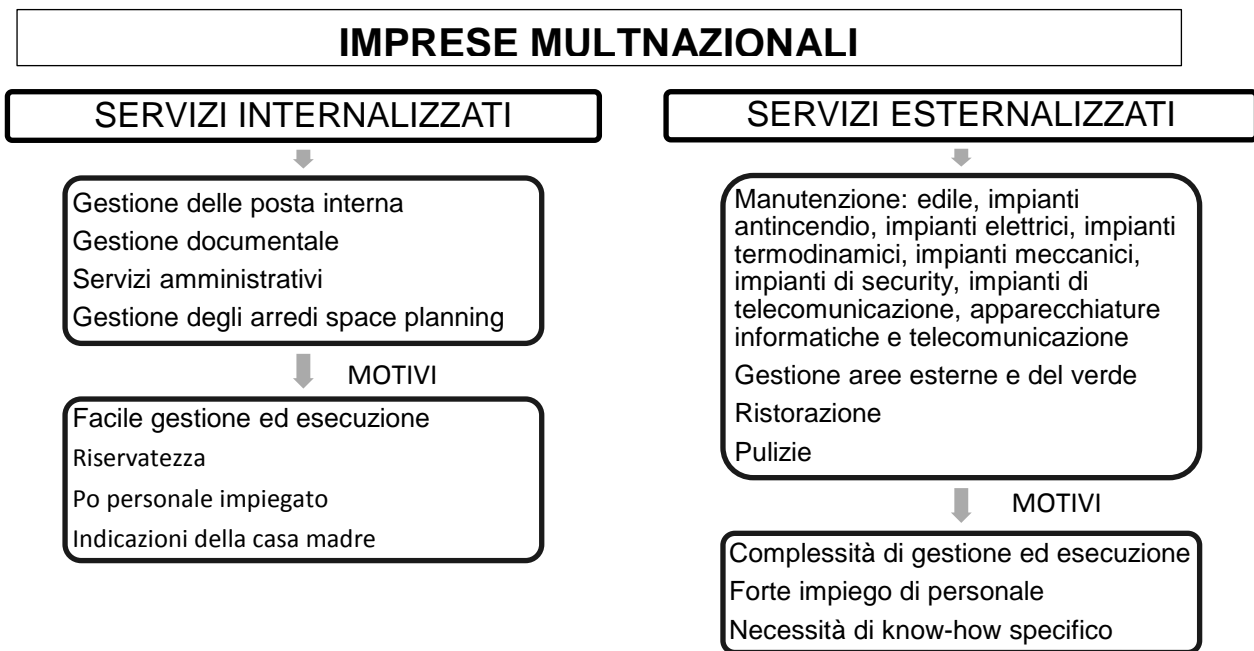 IMPRESE MULTNAZIONALI
SERVIZI INTERNALIZZATI
Gestione delle posta interna
Gestione documentale
Servizi amministrativi
Gestione degli arredi space planning
MOTIVI
Facile gestione ed esecuzione
Riservatezza
Po personale impiegato
Indicazioni della casa madre
SERVIZI ESTERNALIZZATI
Manutenzione: edile, impianti
antincendio, impianti elettrici, impianti
termodinamici, impianti meccanici,
impianti di security, impianti di
telecomunicazione, apparecchiature
informatiche e telecomunicazione
Gestione aree esterne e del verde
Ristorazione
Pulizie
MOTIVI
Complessità di gestione ed esecuzione
Forte impiego di personale
Necessità di know-how specifico